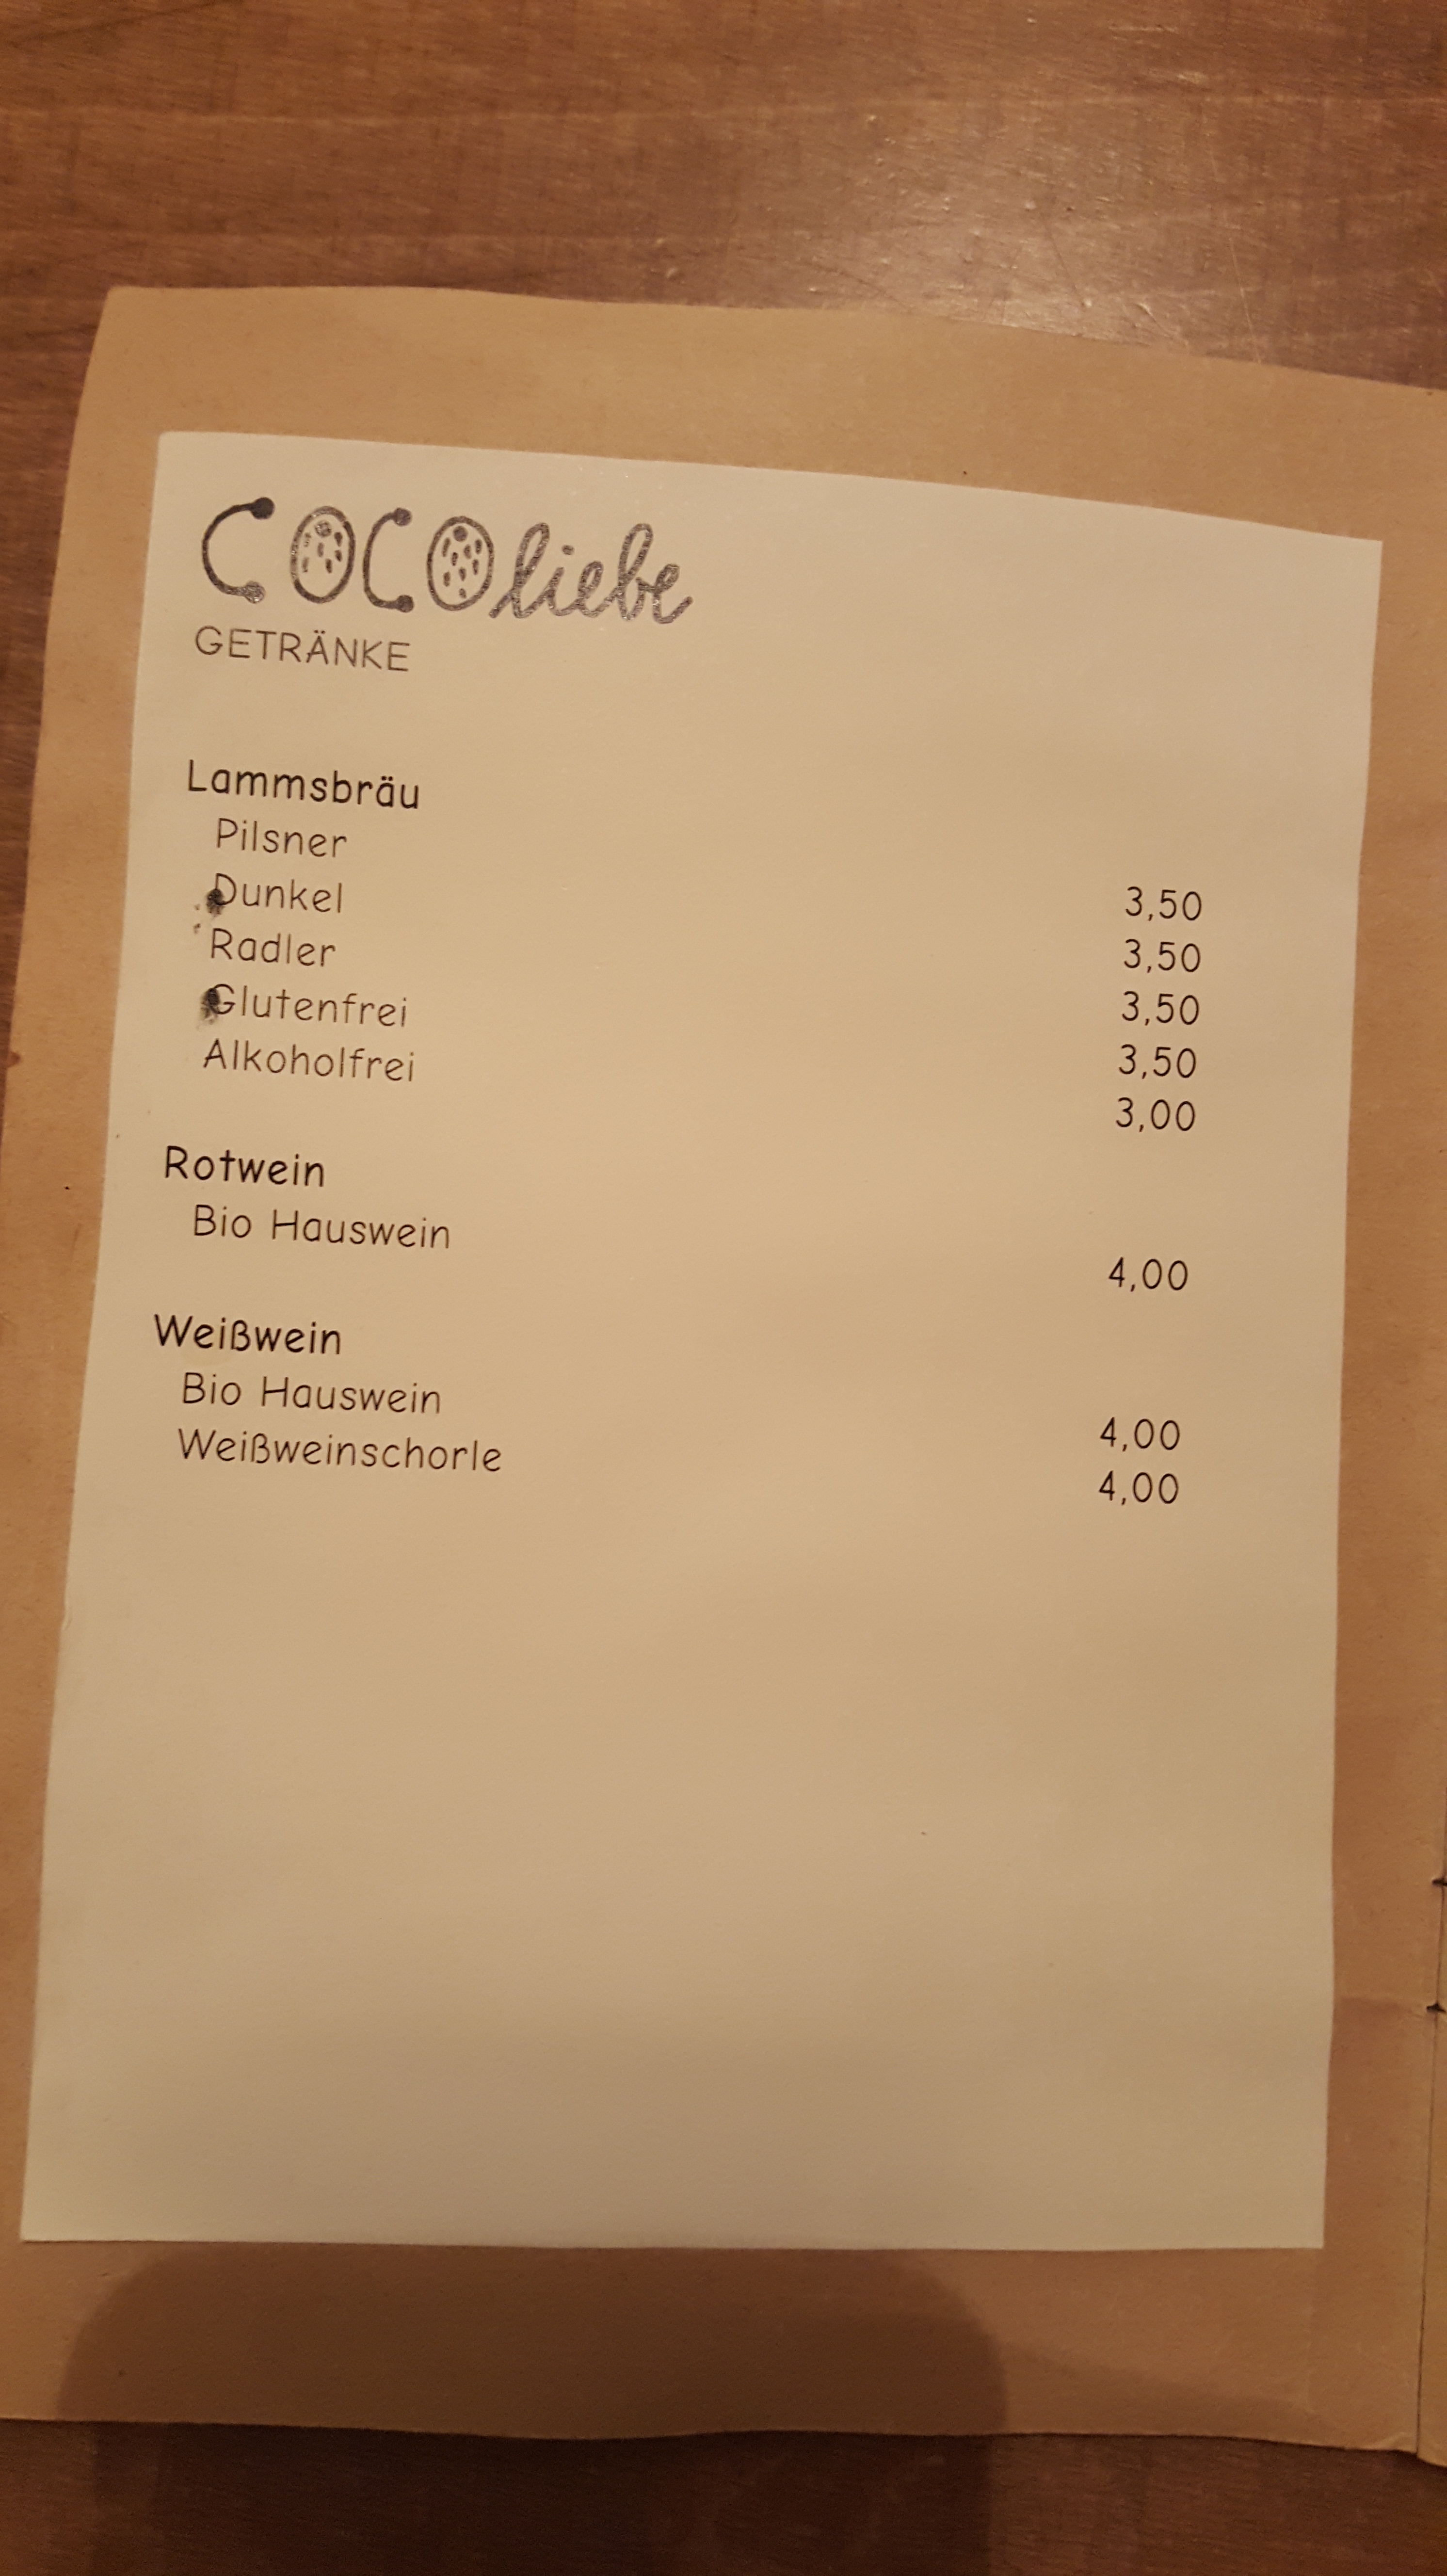 COCOliebe
GETRÄNKE
Lammsbräu
Pilsner 3,50
Dunkel 3,50
Radler 3,50
Glutenfrei 3,50
Alkoholfrei 3,00
Rotwein
Bio Hauswein 4,00
Weißwein
Bio Hauswein 4,00
Weißweinschorle 4,00